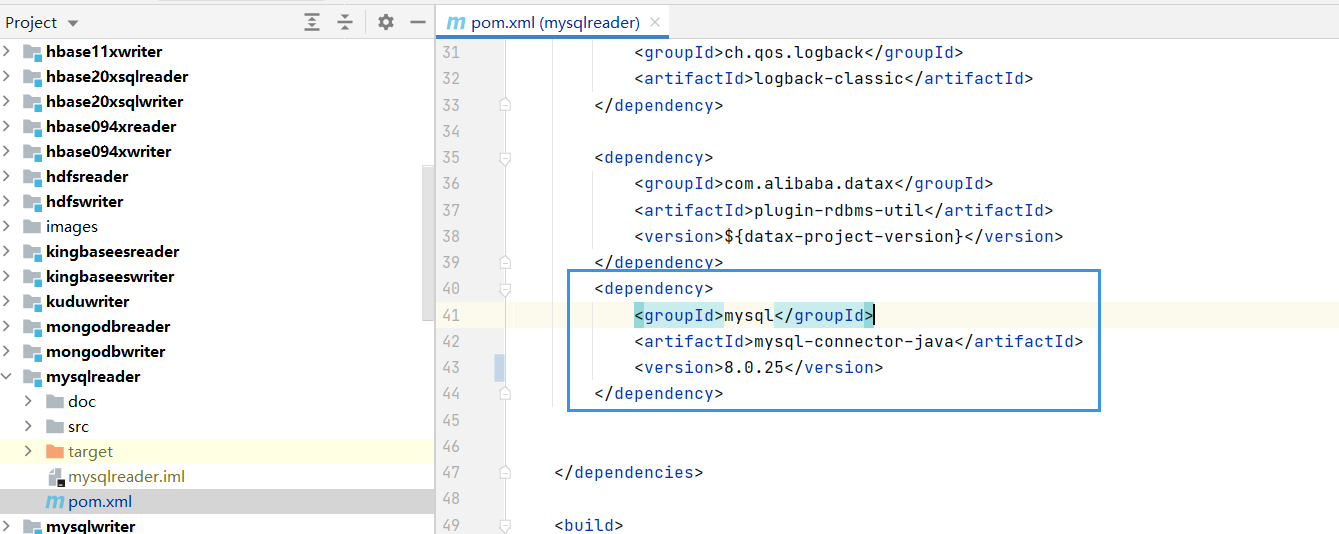 Project
hbase11xwriter
hbase20xsqlreader
hbase20xsqlwriter
hbase094xreader
hbase094xwriter
hdfsreader
hdfswriter
images
kingbaseesreader
kingbaseeswriter
kuduwriter
mongodbreader
mongodbwriter
mysqlreader
doc
src
target
mysqlreader.iml
m pom.xml
mysqlwriter
m pom.xml (mysqlreader)
31 <groupId>ch.qos.logback</groupId>
32 <artifactId>logback-classic</artifactId>
33 </dependency>
34
35 <dependency>
36 <groupId>com.alibaba.datax</groupId>
37 <artifactId>plugin-rdbms-util</artifactId>
38 <version>${datax-project-version}</version>
39 </dependency>
40 <dependency>
41 <groupId>mysql</groupId>
42 <artifactId>mysql-connector-java</artifactId>
43 <version>8.0.25</version>
44 </dependency>
45
46
47 </dependencies>
48
49 <build>